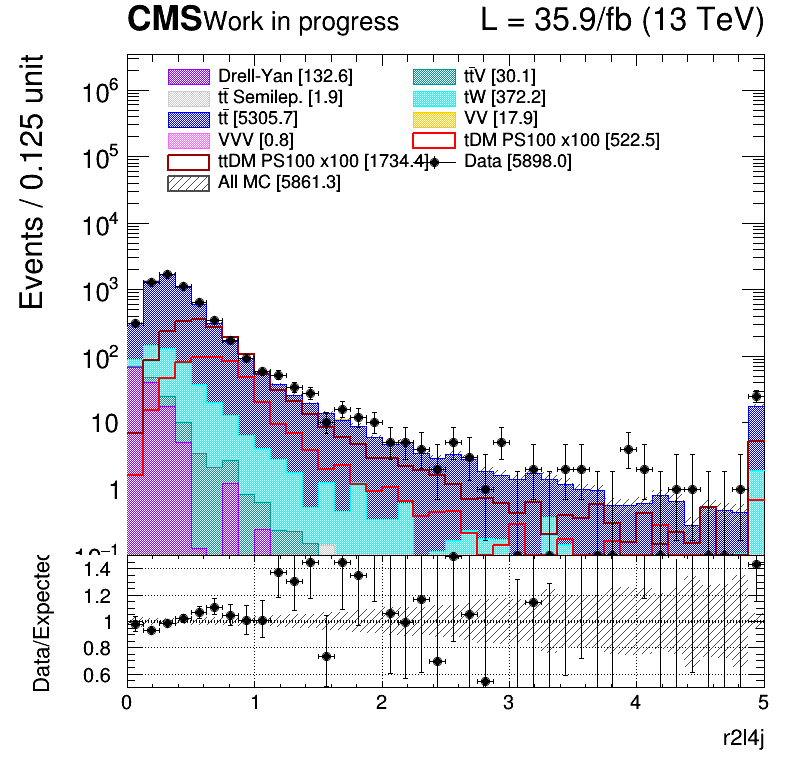 CMS Work in progress L = 35.9/fb (13 TeV)
Events / 0.125 unit
Drell-Yan [132.6] tt̄V [30.1]
tt̄ Semilep. [1.9] tW [372.2]
tt̄ [5305.7] VV [17.9]
VVV [0.8] tDM PS100 x100 [522.5]
ttDM PS100 x100 [1734.4] Data [5898.0]
All MC [5861.3]
10⁶
10⁵
10⁴
10³
10²
10
1
10⁻¹
Data/Expected
1.4
1.2
1
0.8
0.6
0 1 2 3 4 5
r2l4j